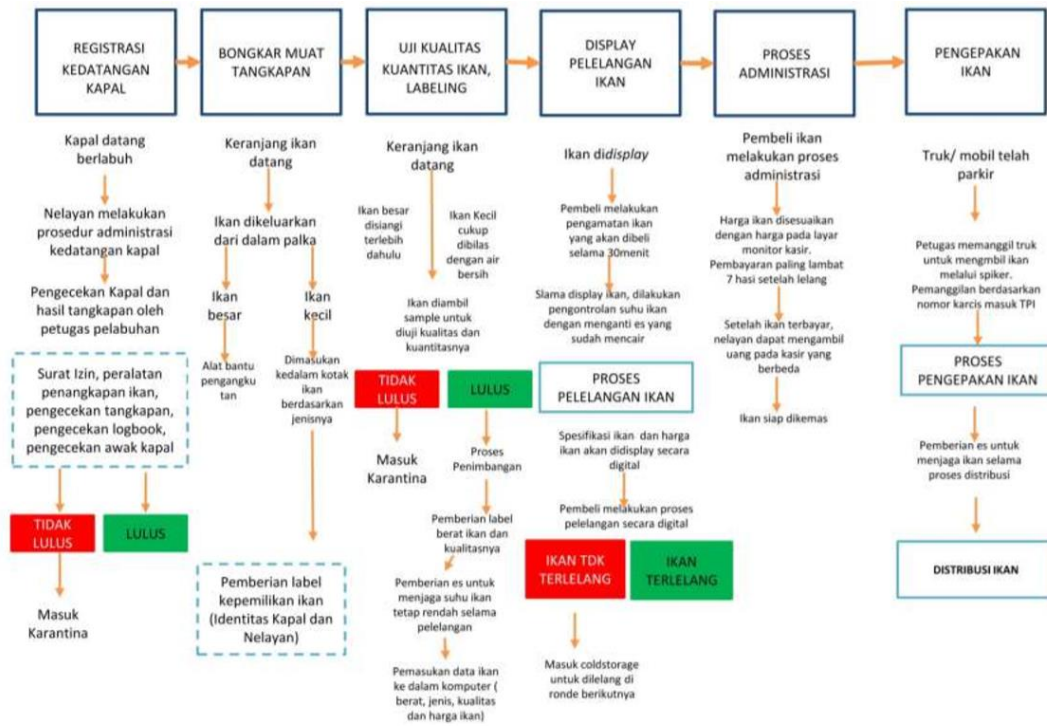 REGISTRASI
KEDATANGAN
KAPAL
BONGKAR MUAT
TANGKAPAN
UJI KUALITAS
KUANTITAS IKAN,
LABELING
DISPLAY
PELELANGAN
IKAN
PROSES
ADMINISTRASI
PENGEPAKAN
IKAN
Kapal datang
berlabuh
Nelayan melakukan
prosedur administrasi
kedatangan kapal
Pengecekan Kapal dan
hasil tangkapan oleh
petugas pelabuhan
Surat Izin, peralatan
penangkapan ikan,
pengecekan tangkapan,
pengecekan logbook,
pengecekan awak kapal
TIDAK
LULUS
LULUS
Masuk
Karantina
Keranjang ikan
datang
Ikan dikeluarkan
dari dalam palka
Ikan
besar
Ikan
kecil
Alat bantu
pengangku
tan
Dimasukan
kedalam kotak
ikan
berdasarkan
jenisnya
Pemberian label
kepemilikan ikan
(Identitas Kapal dan
Nelayan)
Keranjang ikan
datang
Ikan besar
disiangi
terlebih
dahulu
Ikan Kecil
cukup
dibilas
dengan air
bersih
Ikan diambil
sample untuk
diuji kualitas dan
kuantitasnya
TIDAK
LULUS
LULUS
Masuk
Karantina
Proses
Penimbangan
Pemberian label
berat ikan dan
kualitasnya
Pemberian es untuk
menjaga suhu ikan
tetap rendah selama
pelelangan
Pemasukan data ikan
ke dalam komputer (
berat, jenis, kualitas
dan harga ikan)
Ikan didisplay
Pembeli melakukan
pengamatan ikan
yang akan dibeli
selama 30menit
Slama display ikan, dilakukan
pengontrolan suhu ikan
dengan menganti es yang
sudah mencair
PROSES
PELELANGAN IKAN
Spesifikasi ikan dan harga
ikan akan didisplay secara
digital
Pembeli melakukan proses
pelelangan secara digital
IKAN TDK
TERLELANG
IKAN
TERLELANG
Masuk coldstorage
untuk dilelang di
ronde berikutnya
Pembeli ikan
melakukan proses
administrasi
Harga ikan disesuaikan
dengan harga pada layar
monitor kasir.
Pembayaran paling lambat
7 hasi setelah lelang
Setelah ikan terbayar,
nelayan dapat mengambil
uang pada kasir yang
berbeda
Ikan siap dikemas
Truk/ mobil telah
parkir
Petugas memanggil truk
untuk mengmbil ikan
melalui spiker.
Pemanggilan berdasarkan
nomor karcis masuk TPI
PROSES
PENGEPAKAN IKAN
Pemberian es untuk
menjaga ikan selama
proses distribusi
DISTRIBUSI IKAN